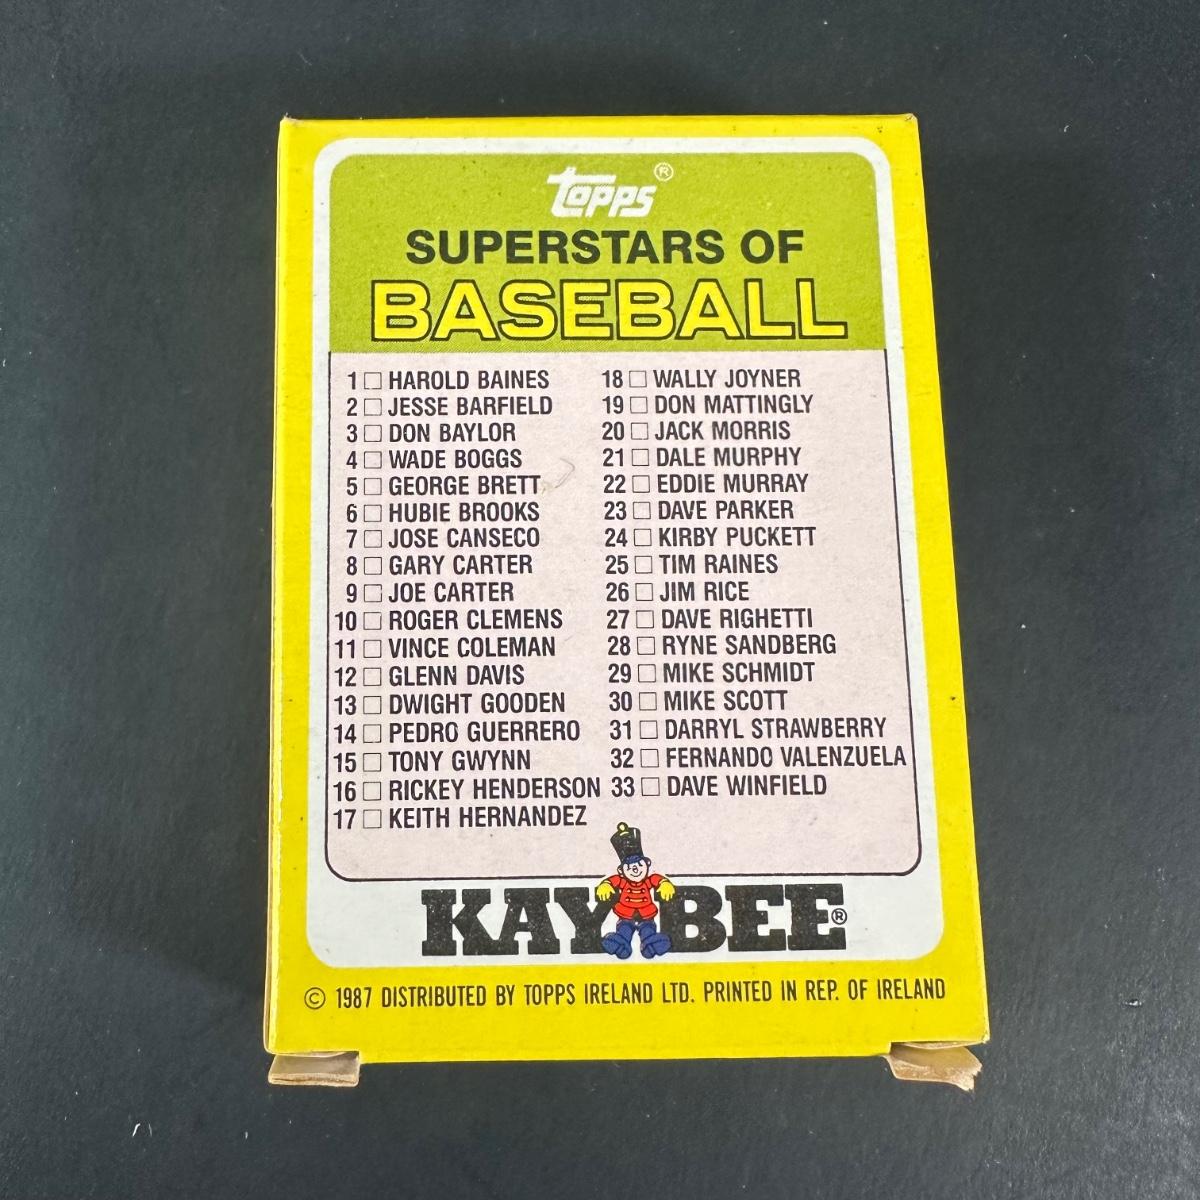 topps®
SUPERSTARS OF
BASEBALL
1 □ HAROLD BAINES
2 □ JESSE BARFIELD
3 □ DON BAYLOR
4 □ WADE BOGGS
5 □ GEORGE BRETT
6 □ HUBIE BROOKS
7 □ JOSE CANSECO
8 □ GARY CARTER
9 □ JOE CARTER
10 □ ROGER CLEMENS
11 □ VINCE COLEMAN
12 □ GLENN DAVIS
13 □ DWIGHT GOODEN
14 □ PEDRO GUERRERO
15 □ TONY GWYNN
16 □ RICKEY HENDERSON
17 □ KEITH HERNANDEZ
18 □ WALLY JOYNER
19 □ DON MATTINGLY
20 □ JACK MORRIS
21 □ DALE MURPHY
22 □ EDDIE MURRAY
23 □ DAVE PARKER
24 □ KIRBY PUCKETT
25 □ TIM RAINES
26 □ JIM RICE
27 □ DAVE RIGHETTI
28 □ RYNE SANDBERG
29 □ MIKE SCHMIDT
30 □ MIKE SCOTT
31 □ DARRYL STRAWBERRY
32 □ FERNANDO VALENZUELA
33 □ DAVE WINFIELD
KAY BEE®
© 1987 DISTRIBUTED BY TOPPS IRELAND LTD. PRINTED IN REP. OF IRELAND